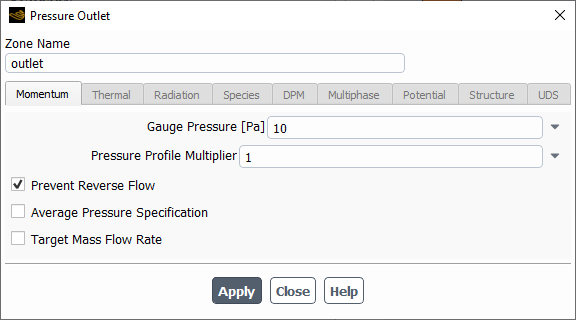 Pressure Outlet
Zone Name
outlet
Momentum Thermal Radiation Species DPM Multiphase Potential Structure UDS
Gauge Pressure [Pa] 10
Pressure Profile Multiplier 1
Prevent Reverse Flow
Average Pressure Specification
Target Mass Flow Rate
Apply Close Help